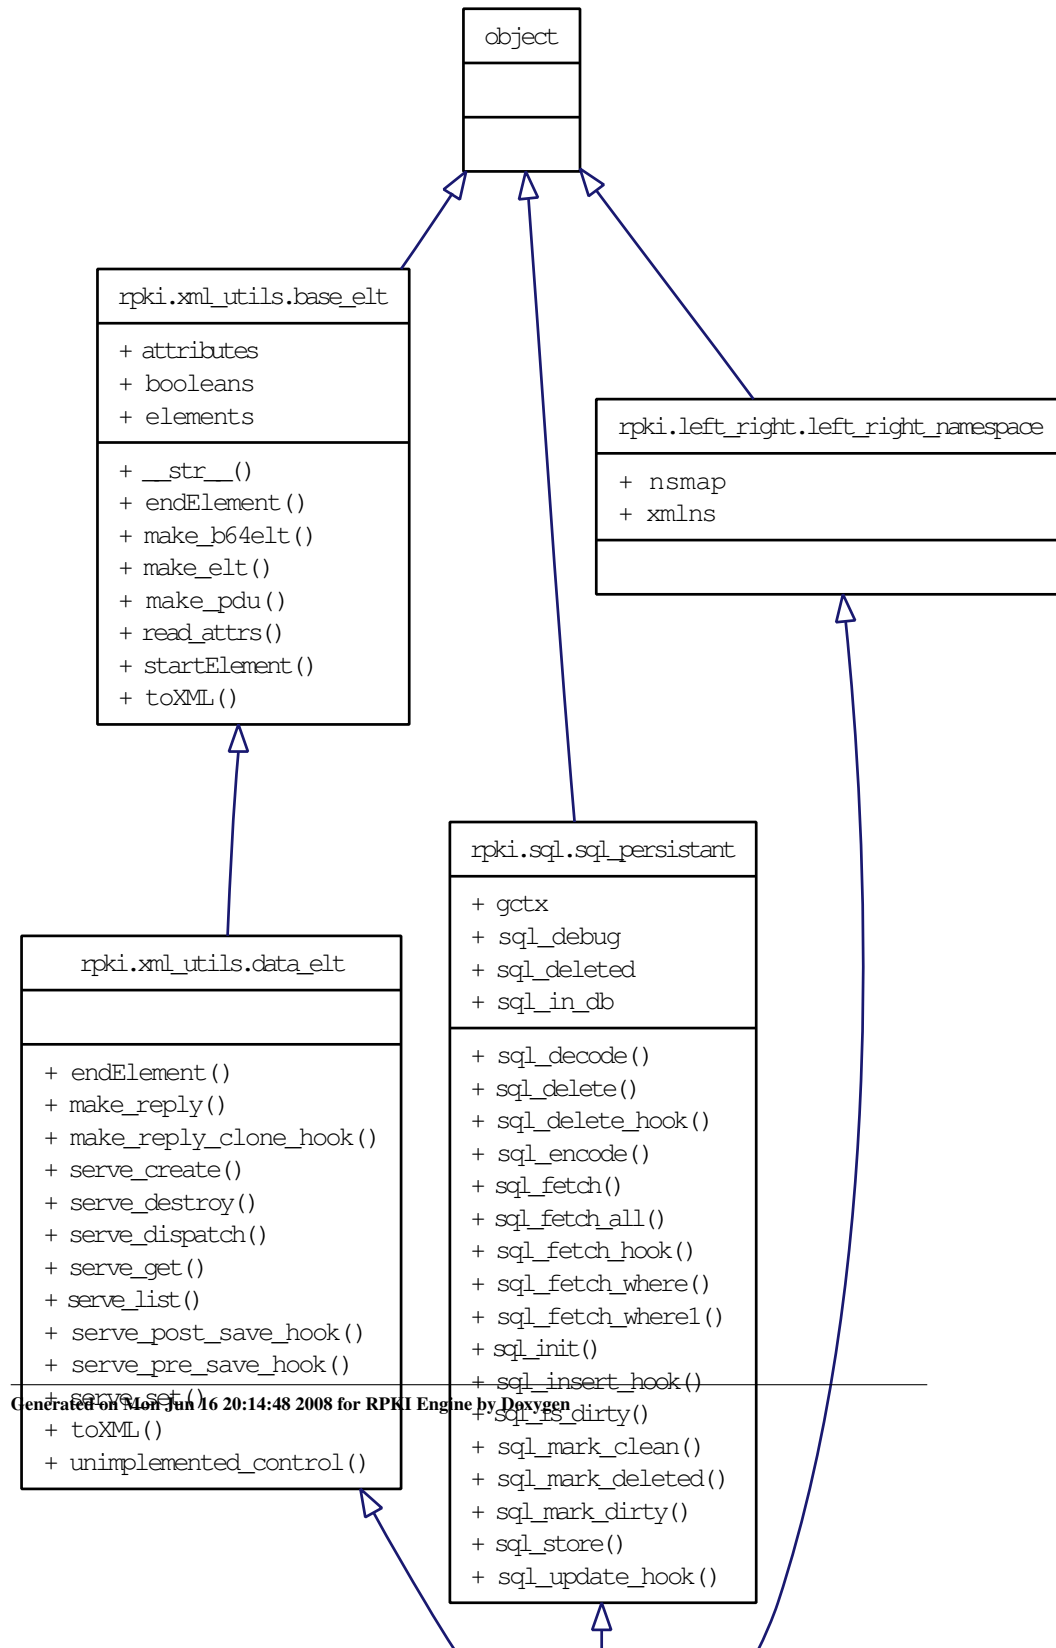 object
rpki.xml_utils.base_elt
+ attributes
+ booleans
+ elements
+ __str__()
+ endElement()
+ make_b64elt()
+ make_elt()
+ make_pdu()
+ read_attrs()
+ startElement()
+ toXML()
rpki.left_right.left_right_namespace
+ nsmap
+ xmlns
rpki.sql.sql_persistant
+ gctx
+ sql_debug
+ sql_deleted
+ sql_in_db
+ sql_decode()
+ sql_delete()
+ sql_delete_hook()
+ sql_encode()
+ sql_fetch()
+ sql_fetch_all()
+ sql_fetch_hook()
+ sql_fetch_where()
+ sql_fetch_where1()
+ sql_init()
+ sql_insert_hook()
+ sql_is_dirty()
+ sql_mark_clean()
+ sql_mark_deleted()
+ sql_mark_dirty()
+ sql_store()
+ sql_update_hook()
rpki.xml_utils.data_elt
+ endElement()
+ make_reply()
+ make_reply_clone_hook()
+ serve_create()
+ serve_destroy()
+ serve_dispatch()
+ serve_get()
+ serve_list()
+ serve_post_save_hook()
+ serve_pre_save_hook()
+ serve_set()
+ toXML()
+ unimplemented_control()
Generated on Mon Jun 16 20:14:48 2008 for RPKI Engine by Doxygen